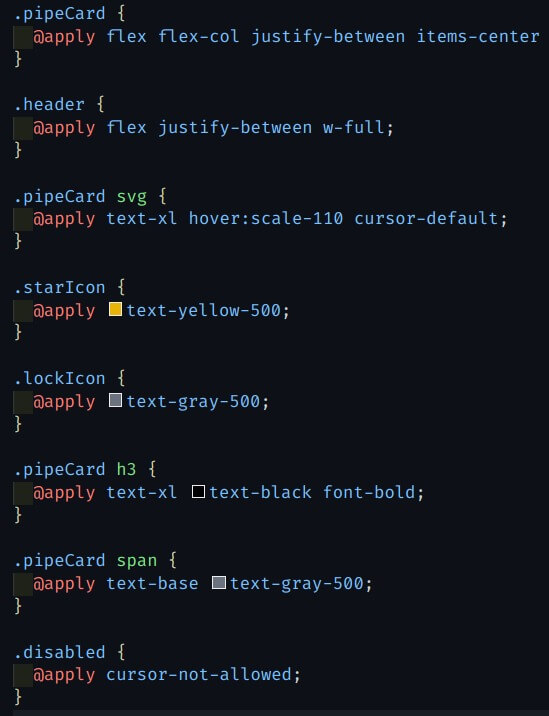 .pipeCard {
@apply flex flex-col justify-between items-center
}
.header {
@apply flex justify-between w-full;
}
.pipeCard svg {
@apply text-xl hover:scale-110 cursor-default;
}
.starIcon {
@apply text-yellow-500;
}
.lockIcon {
@apply text-gray-500;
}
.pipeCard h3 {
@apply text-xl text-black font-bold;
}
.pipeCard span {
@apply text-base text-gray-500;
}
.disabled {
@apply cursor-not-allowed;
}